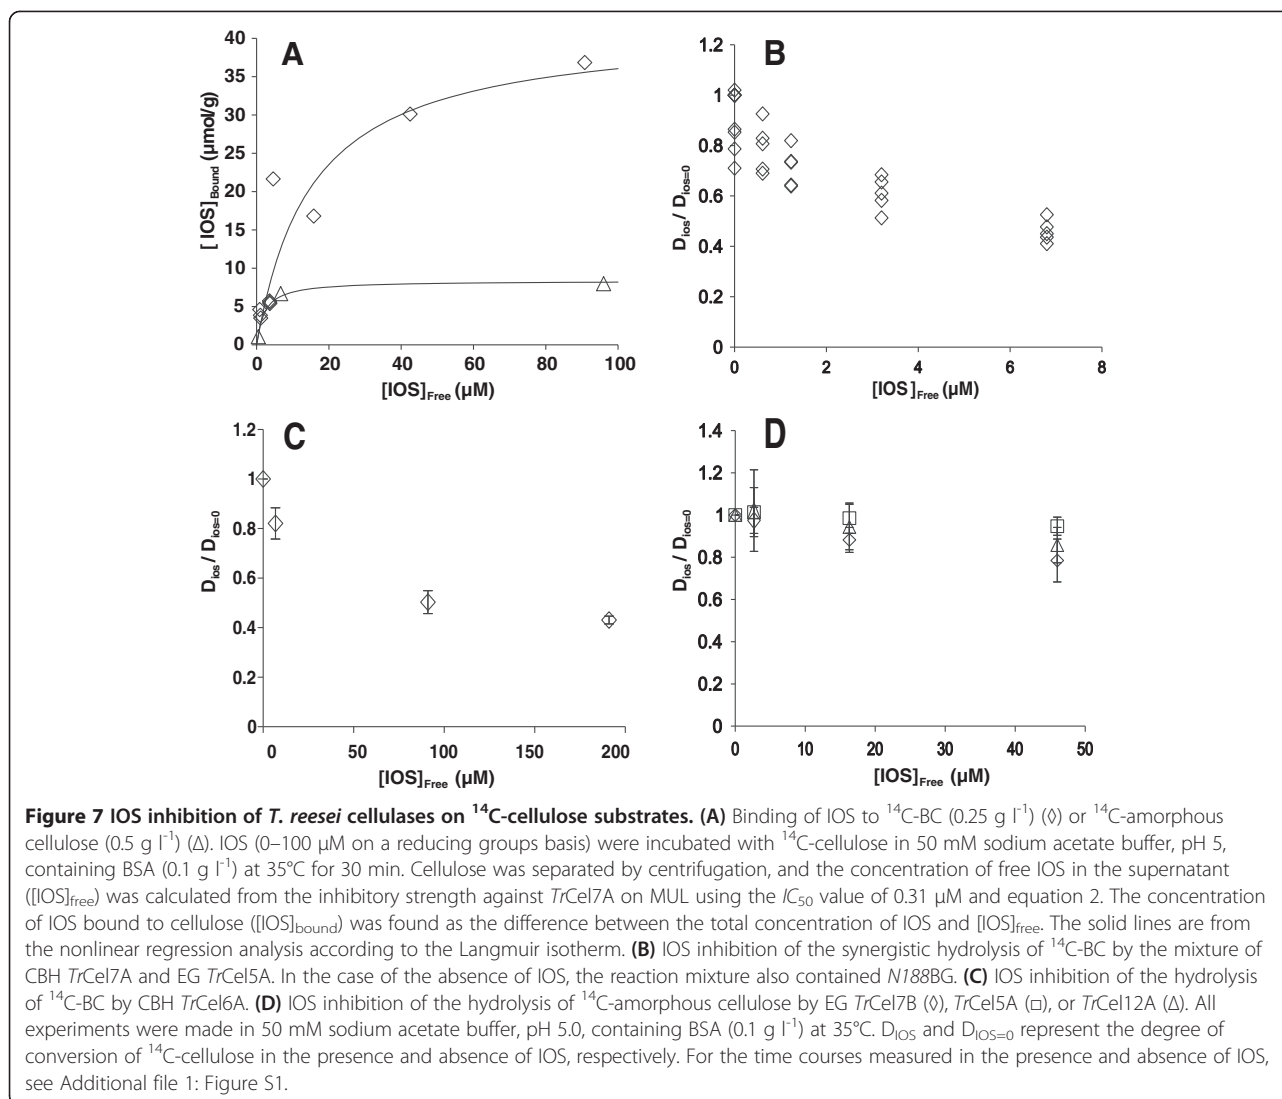 A
40
35
30
25
20
15
10
5
0
[IOS]Bound (µmol/g)
0 20 40 60 80 100
[IOS]Free (µM)
B
1.2
1
0.8
0.6
0.4
0.2
0
Dios/ Dios=0
0 2 4 6 8
[IOS]Free (µM)
C
1.2
1
0.8
0.6
0.4
0.2
0
Dios/ Dios=0
0 50 100 150 200
[IOS]Free (µM)
D
1.4
1.2
1
0.8
0.6
0.4
0.2
0
Dios/ Dios=0
0 10 20 30 40 50
[IOS]Free (µM)
Figure 7 IOS inhibition of T. reesei cellulases on 14C-cellulose substrates. (A) Binding of IOS to 14C-BC (0.25 g l-1) (◊) or 14C-amorphous
cellulose (0.5 g l-1) (Δ). IOS (0–100 µM on a reducing groups basis) were incubated with 14C-cellulose in 50 mM sodium acetate buffer, pH 5,
containing BSA (0.1 g l-1) at 35°C for 30 min. Cellulose was separated by centrifugation, and the concentration of free IOS in the supernatant
([IOS]free) was calculated from the inhibitory strength against TrCel7A on MUL using the IC50 value of 0.31 µM and equation 2. The concentration
of IOS bound to cellulose ([IOS]bound) was found as the difference between the total concentration of IOS and [IOS]free. The solid lines are from
the nonlinear regression analysis according to the Langmuir isotherm. (B) IOS inhibition of the synergistic hydrolysis of 14C-BC by the mixture of
CBH TrCel7A and EG TrCel5A. In the case of the absence of IOS, the reaction mixture also contained N188BG. (C) IOS inhibition of the hydrolysis
of 14C-BC by CBH TrCel6A. (D) IOS inhibition of the hydrolysis of 14C-amorphous cellulose by EG TrCel7B (◊), TrCel5A (□), or TrCel12A (Δ). All
experiments were made in 50 mM sodium acetate buffer, pH 5.0, containing BSA (0.1 g l-1) at 35°C. DIOS and DIOS=0 represent the degree of
conversion of 14C-cellulose in the presence and absence of IOS, respectively. For the time courses measured in the presence and absence of IOS,
see Additional file 1: Figure S1.